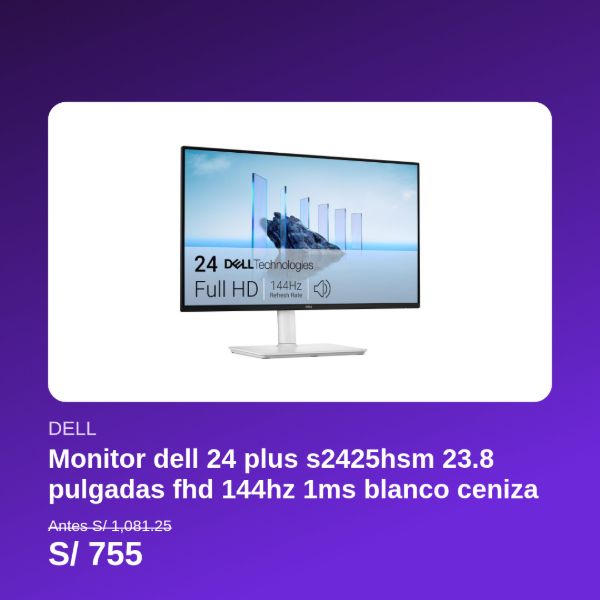 24 DELL Technologies
Full HD 144Hz
Refresh Rate
DELL
DELL
Monitor dell 24 plus s2425hsm 23.8
pulgadas fhd 144hz 1ms blanco ceniza
Antes S/ 1,081.25
S/ 755